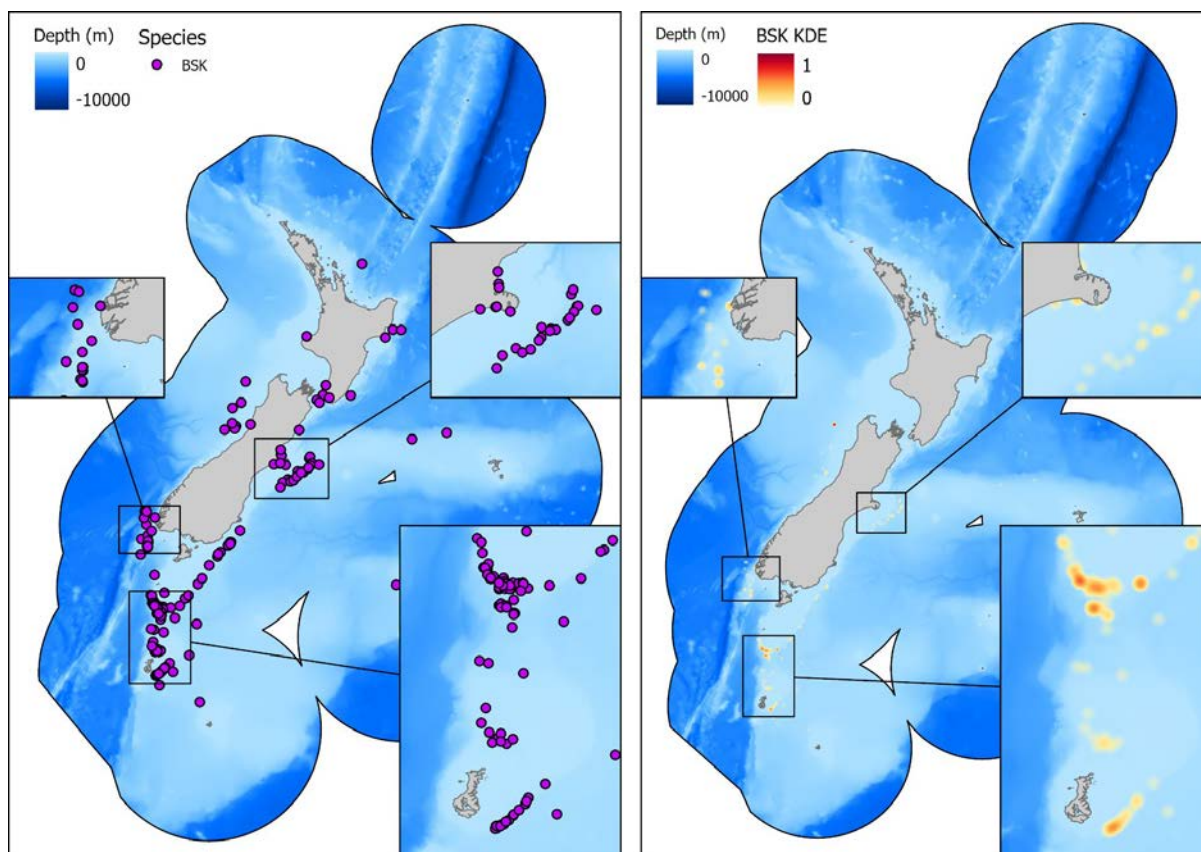 Depth (m)
0
-10000
Species
BSK
Depth (m)
0
-10000
BSK KDE
1
0